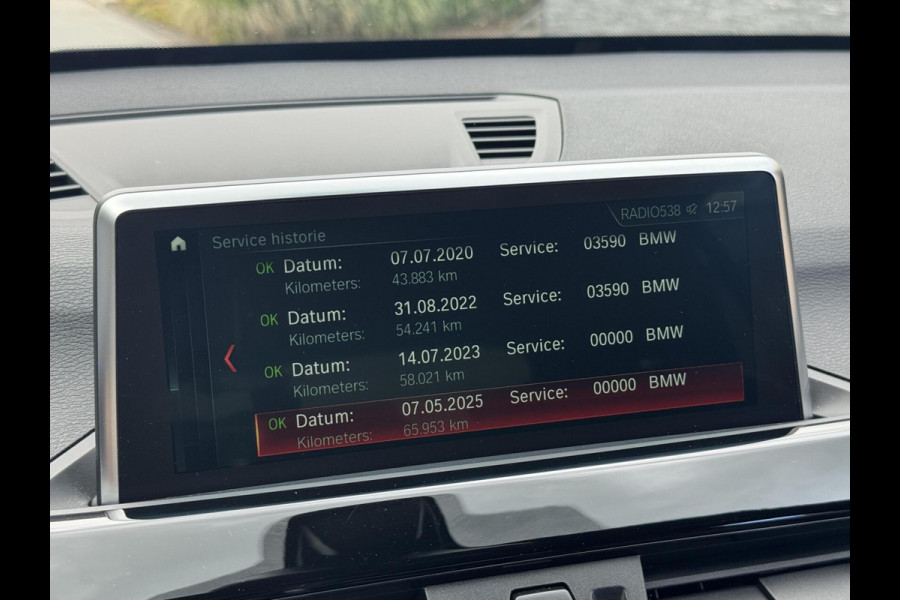 RADIO538 12:57
Service historie
OK Datum: 07.07.2020 Service: 03590 BMW
Kilometers: 43.883 km
OK Datum: 31.08.2022 Service: 03590 BMW
Kilometers: 54.241 km
OK Datum: 14.07.2023 Service: 00000 BMW
Kilometers: 58.021 km
OK Datum: 07.05.2025 Service: 00000 BMW
Kilometers: 65.953 km